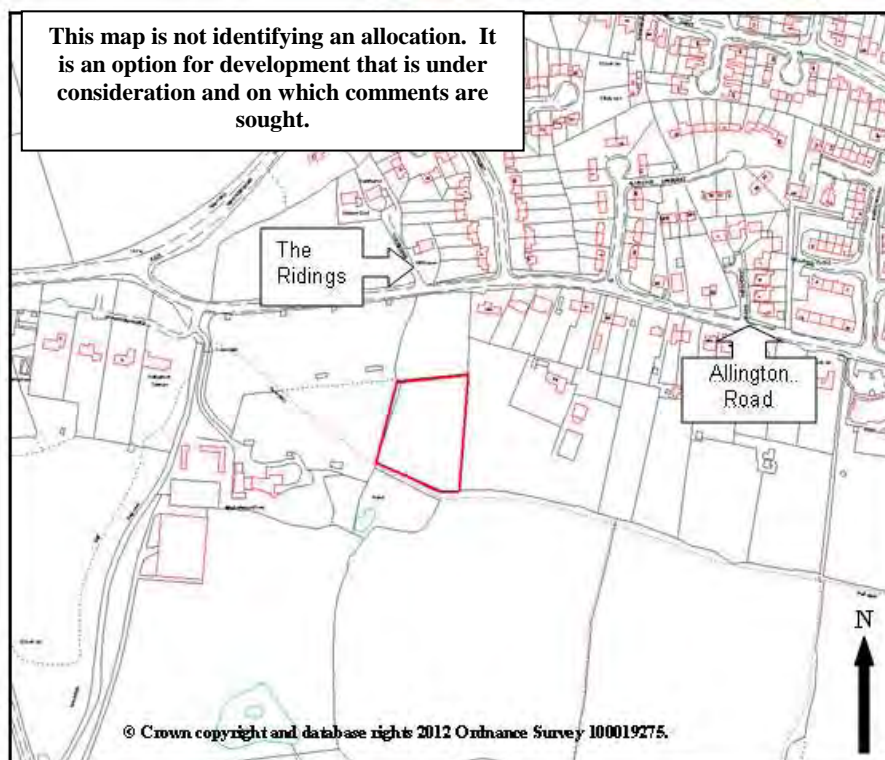 This map is not identifying an allocation. It
is an option for development that is under
consideration and on which comments are
sought.
The
Ridings
Allington..
Road
N
© Crown copyright and database rights 2012 Ordnance Survey 100019275.